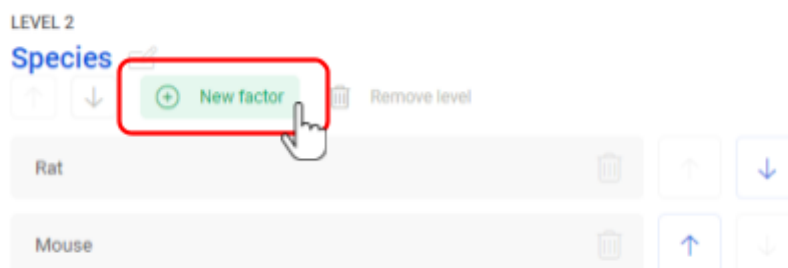 LEVEL 2
Species
New factor Remove level
Rat
Mouse